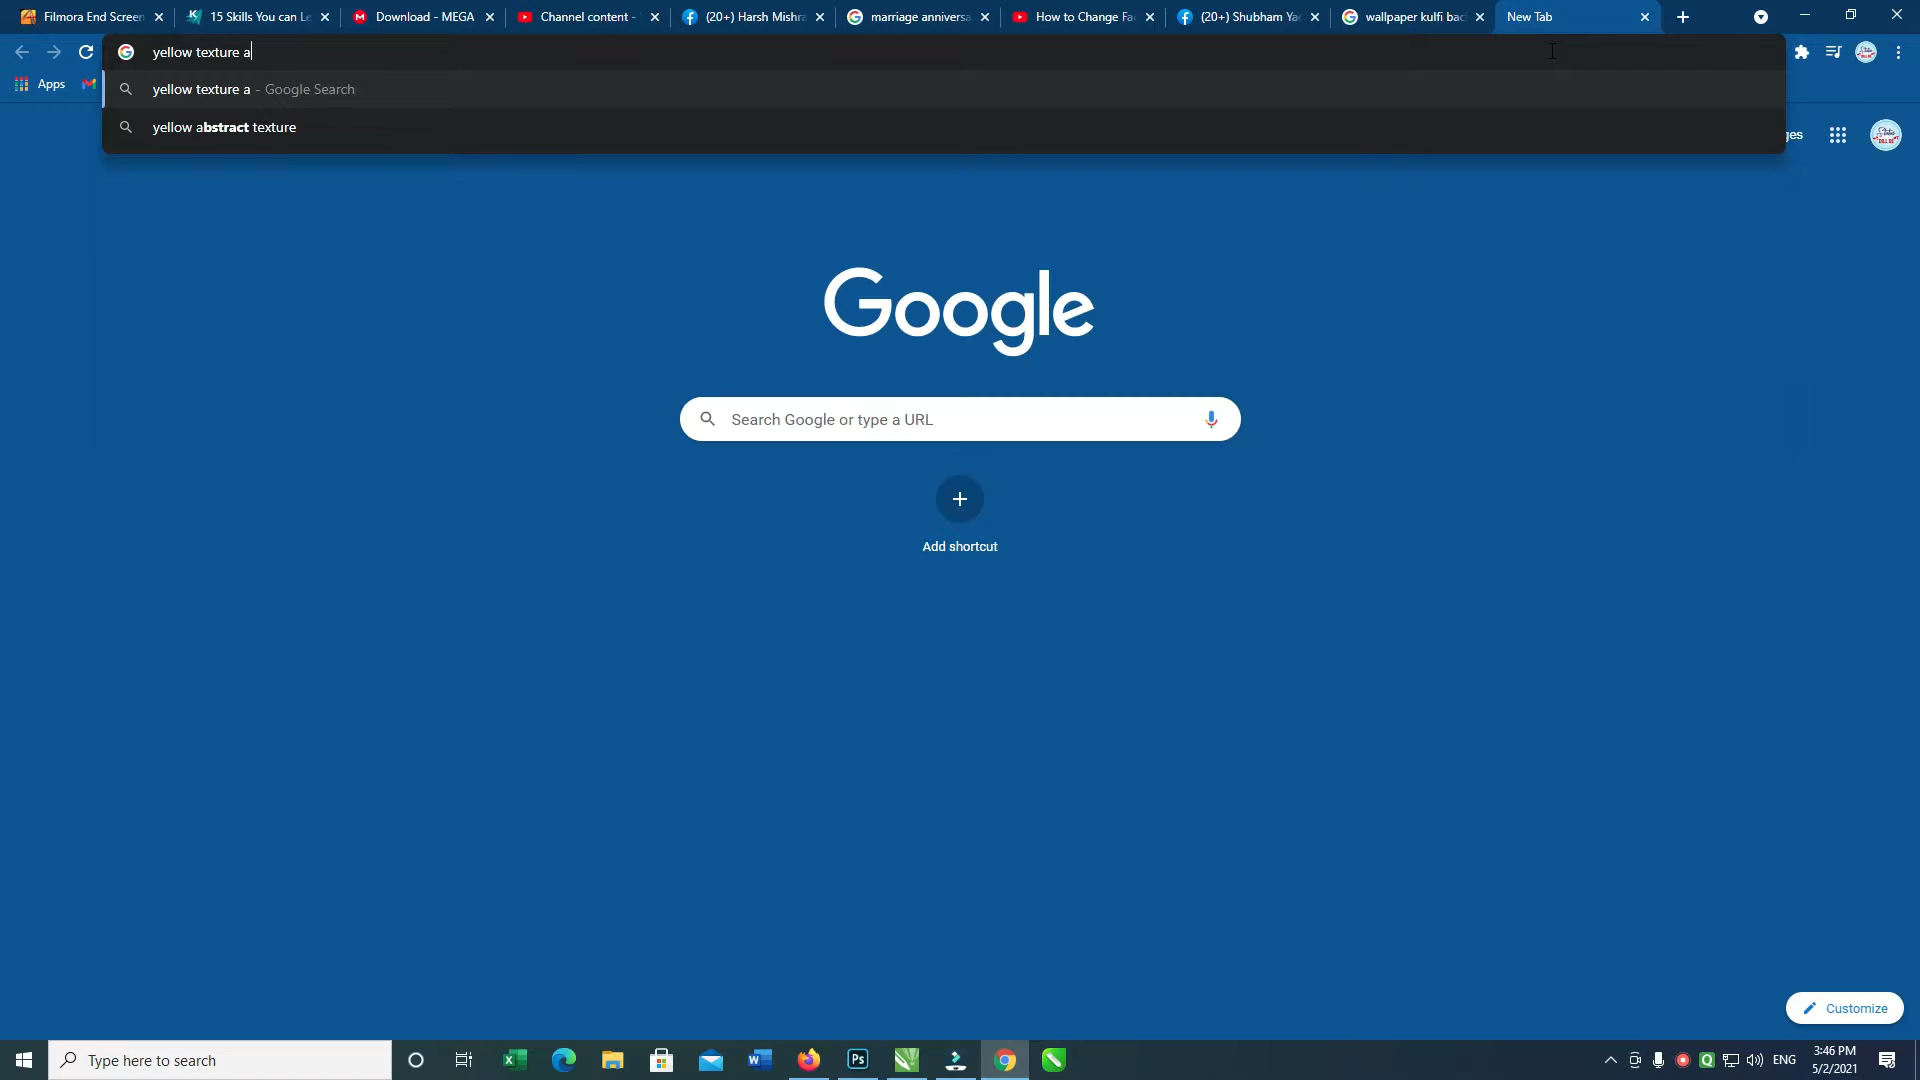 Filmora End Screen
15 Skills You can Le
Download - MEGA
Channel content -
(20+) Harsh Mishra
marriage anniversa
How to Change Fac
(20+) Shubham Ya
wallpaper kulfi bac
New Tab
yellow texture a
Apps
yellow texture a - Google Search
yellow abstract texture
ges
Google
Search Google or type a URL
Add shortcut
Customize
Type here to search
ENG
3:46 PM
5/2/2021